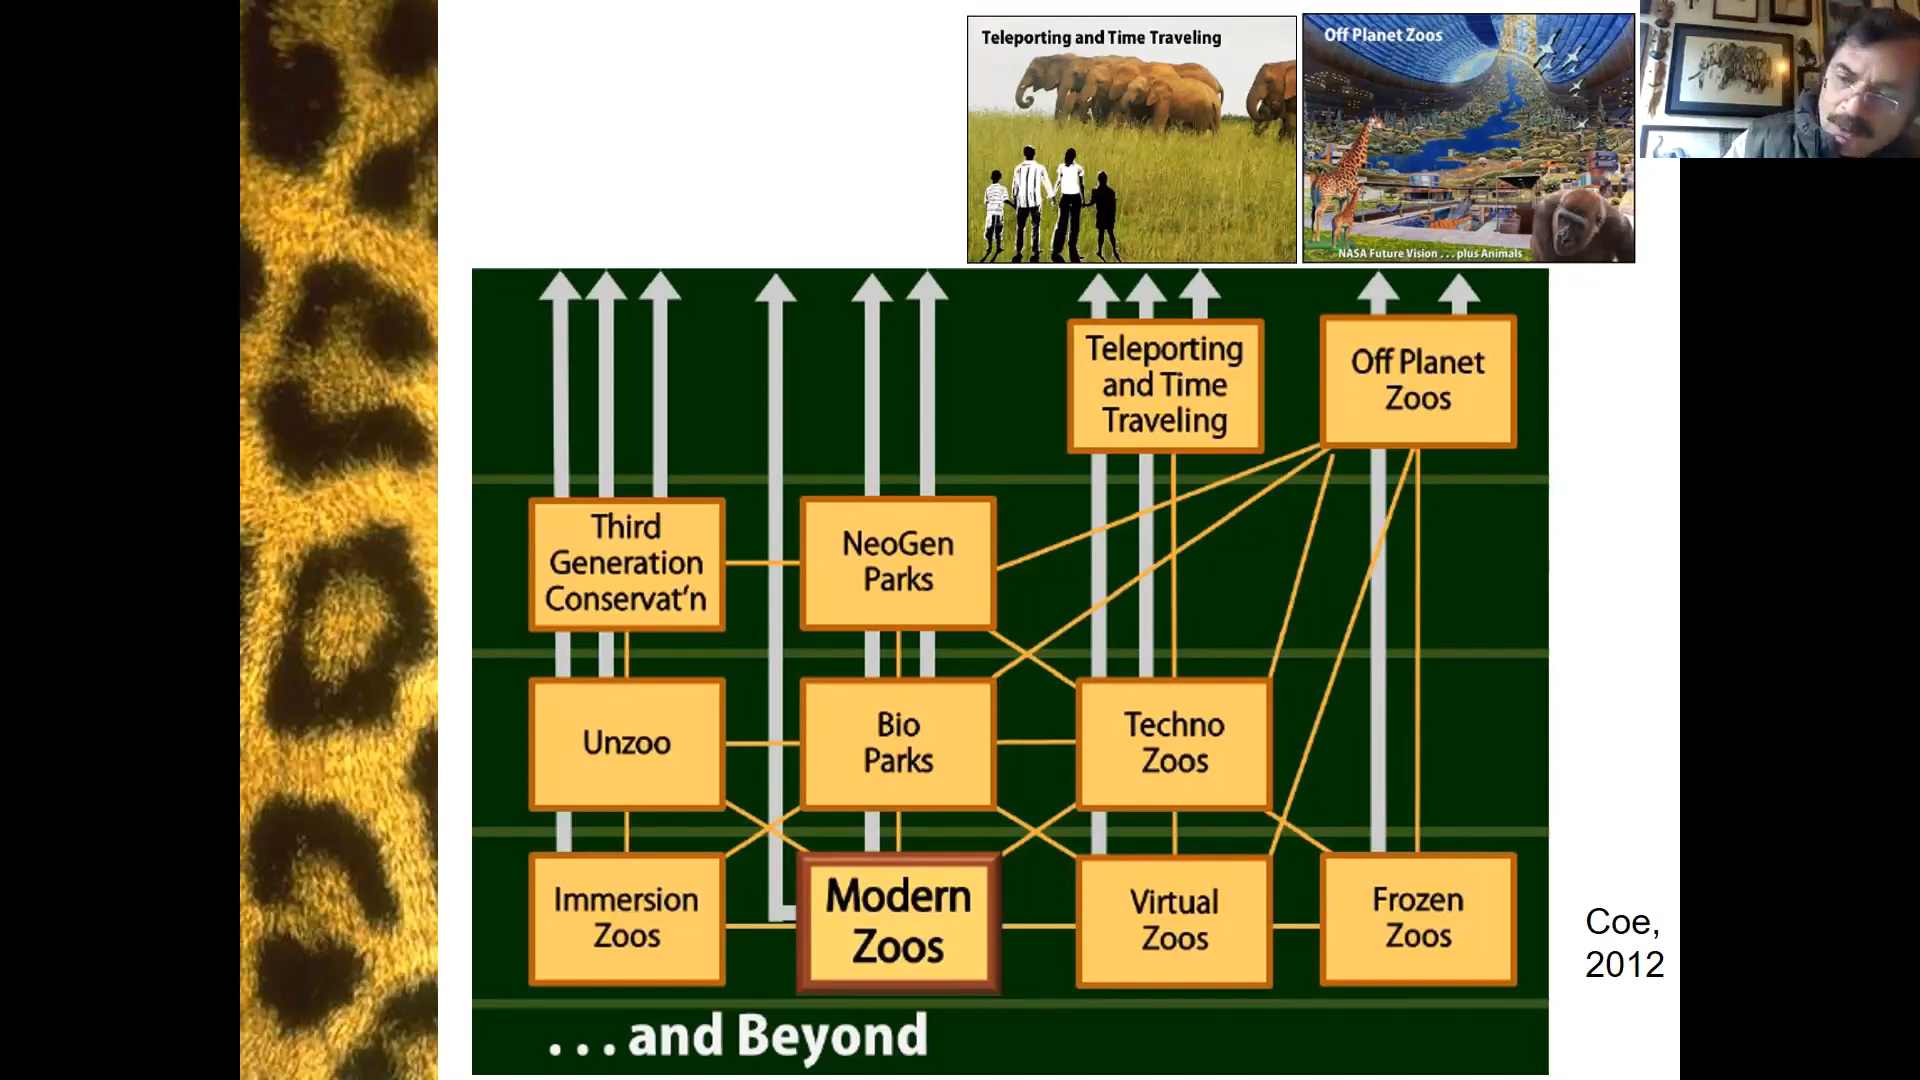 Teleporting and Time Traveling
Off Planet Zoos
NASA Future Vision . . . plus Animals
Teleporting
and Time
Traveling
Off Planet
Zoos
Third
Generation
Conservat'n
NeoGen
Parks
Unzoo
Bio
Parks
Techno
Zoos
Immersion
Zoos
Modern
Zoos
Virtual
Zoos
Frozen
Zoos
Coe,
2012
. . . and Beyond